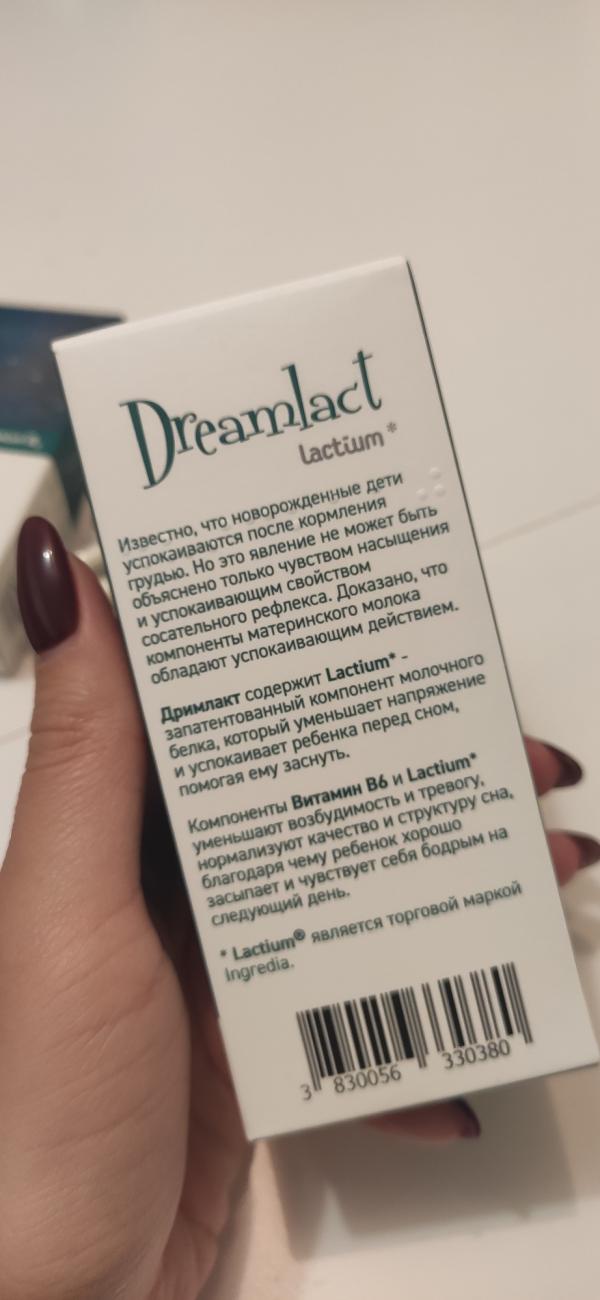 Dreamlact
lactium*
Известно, что новорожденные дети
успокаиваются после кормления
грудью. Но это явление не может быть
объяснено только чувством насыщения
и успокаивающим свойством
сосательного рефлекса. Доказано, что
компоненты материнского молока
обладают успокаивающим действием.
Дримлакт содержит Lactium* -
запатентованный компонент молочного
белка, который уменьшает напряжение
и успокаивает ребенка перед сном,
помогая ему заснуть.
Компоненты Витамин В6 и Lactium*
уменьшают возбудимость и тревогу,
нормализуют качество и структуру сна,
благодаря чему ребенок хорошо
засыпает и чувствует себя бодрым на
следующий день.
* Lactium® является торговой маркой
Ingredia.
3 830056 330380